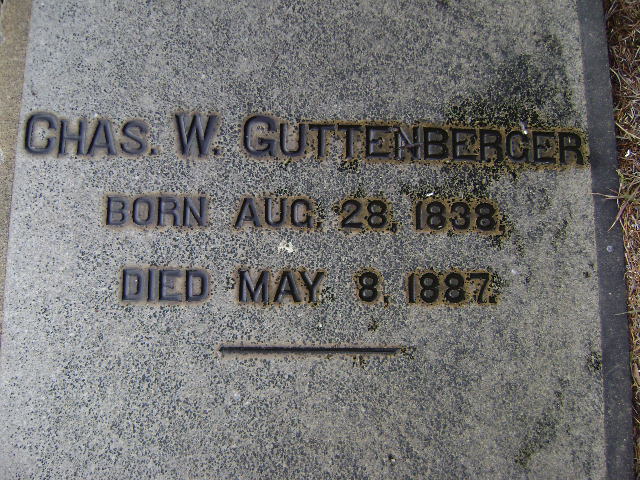 CHAS. W. GUTTENBERGER
BORN AUG. 28, 1838.
DIED MAY 8, 1887.